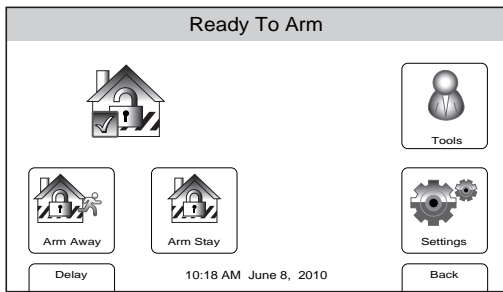 Ready To Arm
Tools
Arm Away
Arm Stay
Settings
Delay
10:18 AM June 8, 2010
Back